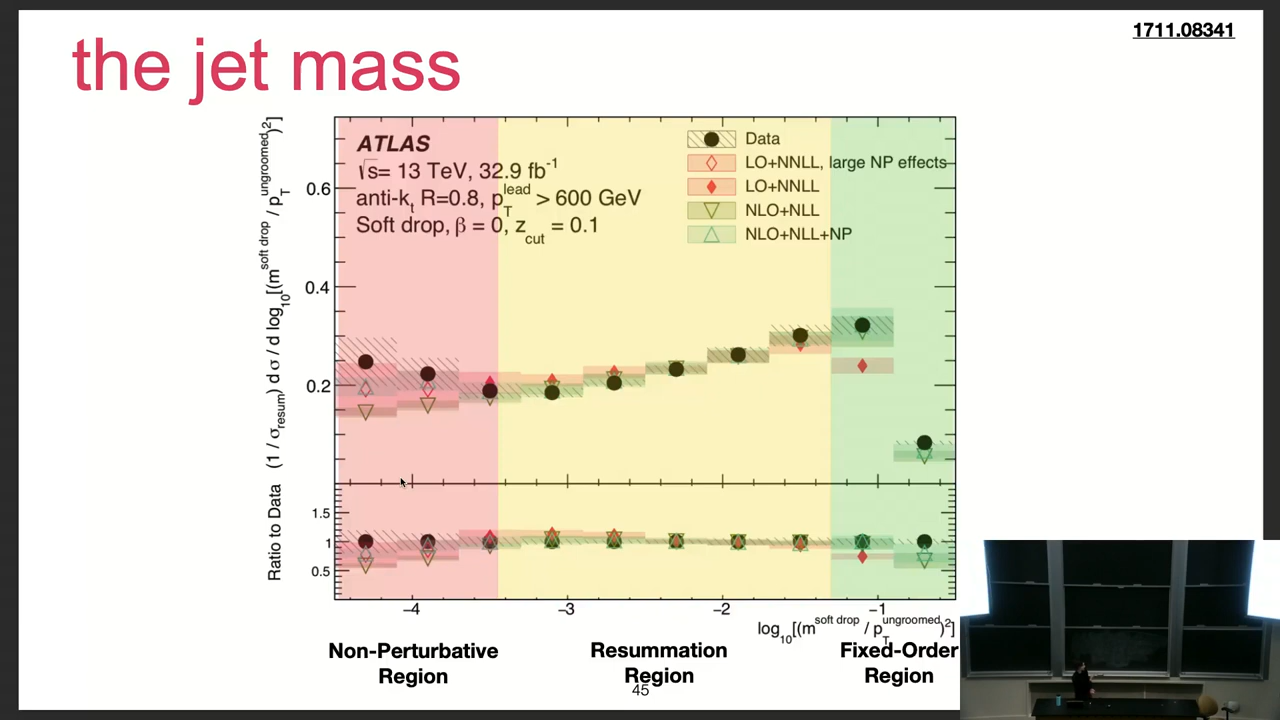 1711.08341
the jet mass
ATLAS
√s= 13 TeV, 32.9 fb⁻¹
anti-kₜ R=0.8, p_T^lead > 600 GeV
Soft drop, β = 0, z_cut = 0.1
Data
LO+NNLL, large NP effects
LO+NNLL
NLO+NLL
NLO+NLL+NP
(1 / σ_resum) d σ / d log₁₀[(m^soft drop / p_T^ungroomed)²]
0.6
0.4
0.2
Ratio to Data
1.5
1
0.5
−4 −3 −2 −1
log₁₀[(m^soft drop / p_T^ungroomed)²]
Non-Perturbative
Region
Resummation
Region
Fixed-Order
Region
45